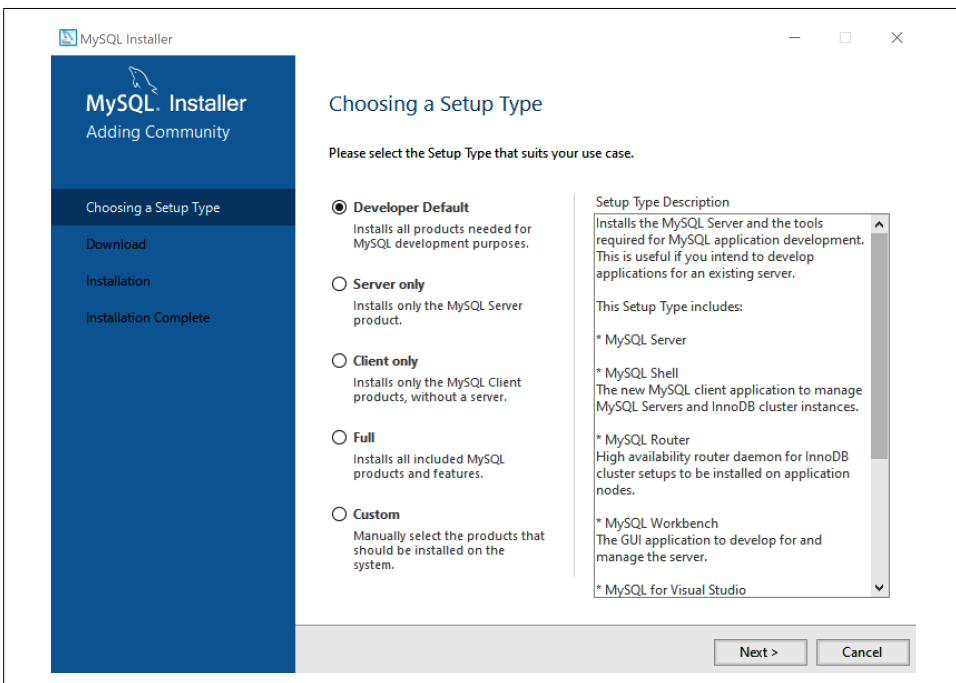 MySQL Installer
MySQL. Installer
Adding Community
Choosing a Setup Type
Download
Installation
Installation Complete
Choosing a Setup Type
Please select the Setup Type that suits your use case.
Developer Default
Installs all products needed for
MySQL development purposes.
Server only
Installs only the MySQL Server
product.
Client only
Installs only the MySQL Client
products, without a server.
Full
Installs all included MySQL
products and features.
Custom
Manually select the products that
should be installed on the
system.
Setup Type Description
Installs the MySQL Server and the tools
required for MySQL application development.
This is useful if you intend to develop
applications for an existing server.
This Setup Type includes:
* MySQL Server
* MySQL Shell
The new MySQL client application to manage
MySQL Servers and InnoDB cluster instances.
* MySQL Router
High availability router daemon for InnoDB
cluster setups to be installed on application
nodes.
* MySQL Workbench
The GUI application to develop for and
manage the server.
* MySQL for Visual Studio
Next >
Cancel